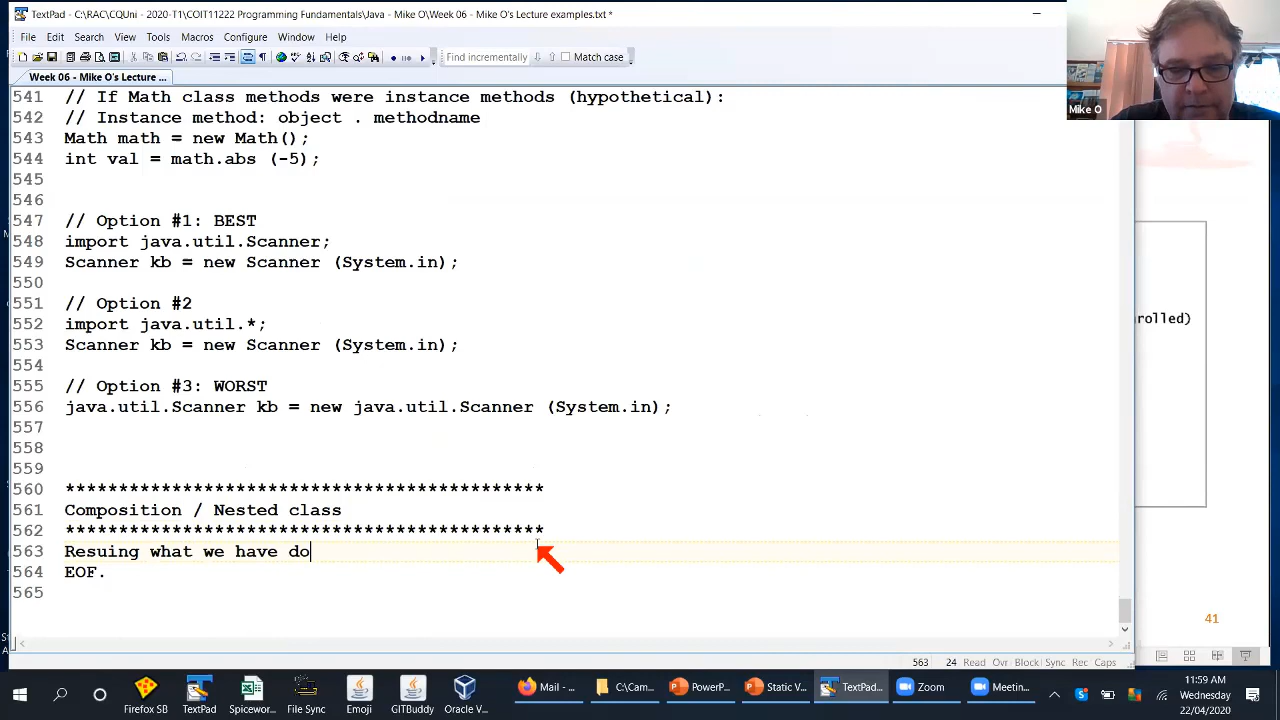 TextPad - C:\RAC\CQUni - 2020-T1\COIT11222 Programming Fundamentals\Java - Mike O\Week 06 - Mike O's Lecture examples.txt *
File Edit Search View Tools Macros Configure Window Help
Find incrementally Match case
Week 06 - Mike O's Lecture ...
Mike O
541 // If Math class methods were instance methods (hypothetical):
542 // Instance method: object . methodname
543 Math math = new Math();
544 int val = math.abs (-5);
545
546
547 // Option #1: BEST
548 import java.util.Scanner;
549 Scanner kb = new Scanner (System.in);
550
551 // Option #2
552 import java.util.*;
553 Scanner kb = new Scanner (System.in);
554
555 // Option #3: WORST
556 java.util.Scanner kb = new java.util.Scanner (System.in);
557
558
559
560 *********************************************
561 Composition / Nested class
562 *********************************************
563 Resuing what we have do
564 EOF.
565
rolled)
41
563 24 Read Ovr Block Sync Rec Caps
Firefox SB TextPad Spicew... File Sync Emoji GITBuddy Oracle V... Mail - ... C:\Cam... PowerP... Static V... TextPad... Zoom Meetin...
11:59 AM
Wednesday
22/04/2020